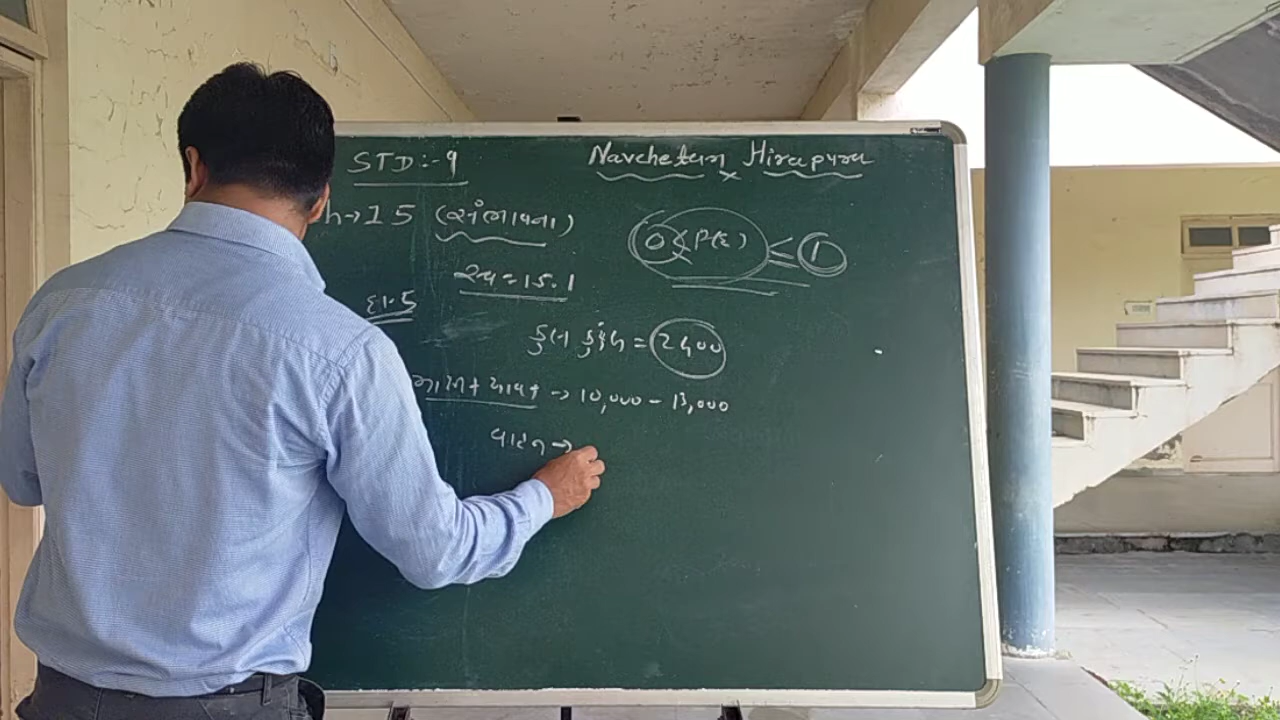 STD:- 9
Navchetan Hirapura
h→15 (સંભાવના)
0 ≤ P(E) ≤ 1
સ્વ = 15.1
દા.5
કુલ કુટુંબ = 2400
માસિક આવક → 10,000 - 13,000
વાહન →